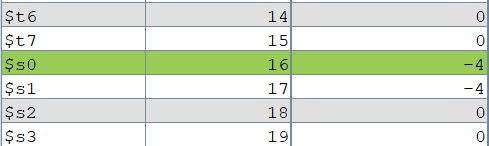 $t6 14 0
$t7 15 0
$s0 16 -4
$s1 17 -4
$s2 18 0
$s3 19 0